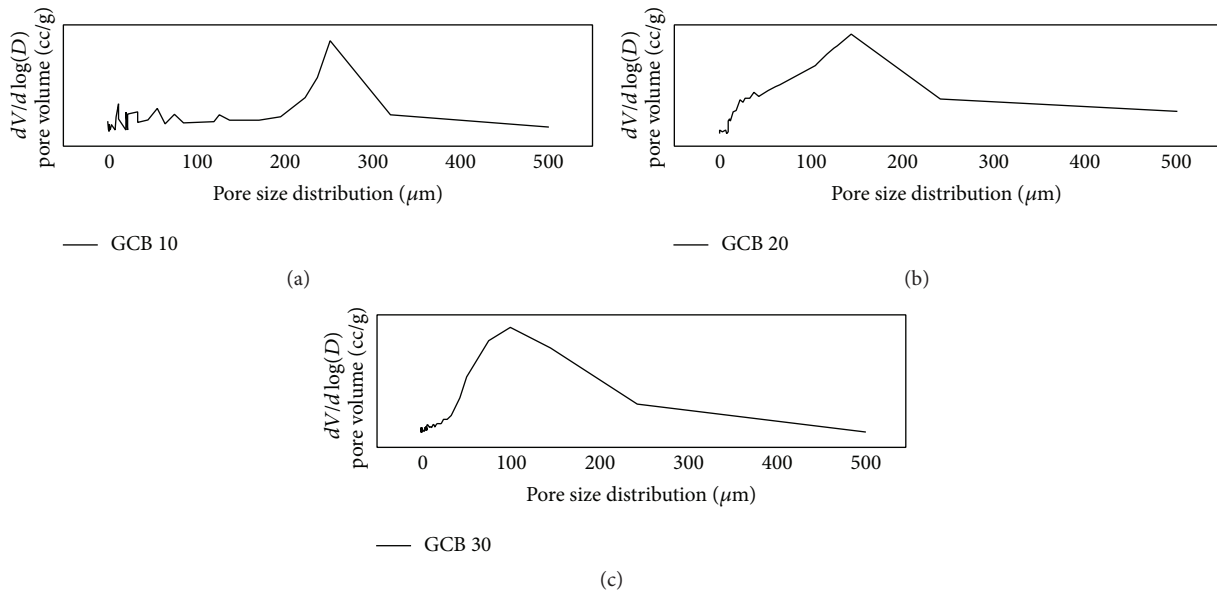 dV/d log(D)
pore volume (cc/g)
0 100 200 300 400 500
Pore size distribution (μm)
GCB 10
(a)
dV/d log(D)
pore volume (cc/g)
0 100 200 300 400 500
Pore size distribution (μm)
GCB 20
(b)
dV/d log(D)
pore volume (cc/g)
0 100 200 300 400 500
Pore size distribution (μm)
GCB 30
(c)